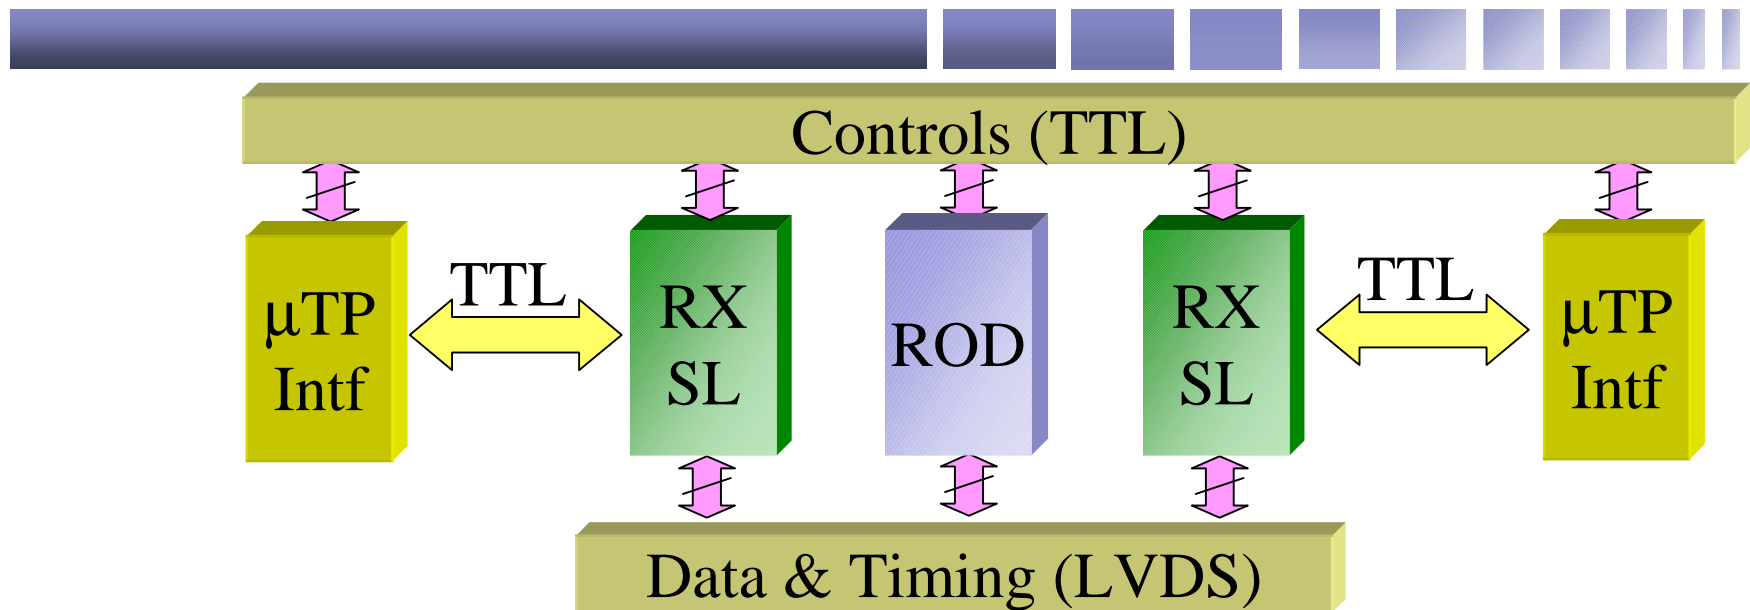 Controls (TTL)
µTP
Intf
TTL
RX
SL
ROD
RX
SL
TTL
µTP
Intf
Data & Timing (LVDS)